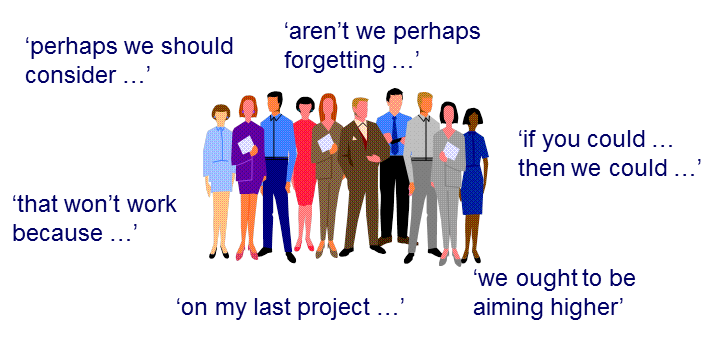 ‘perhaps we should
consider …’
‘aren’t we perhaps
forgetting …’
‘if you could …
then we could …’
‘that won’t work
because …’
‘we ought to be
aiming higher’
‘on my last project …’